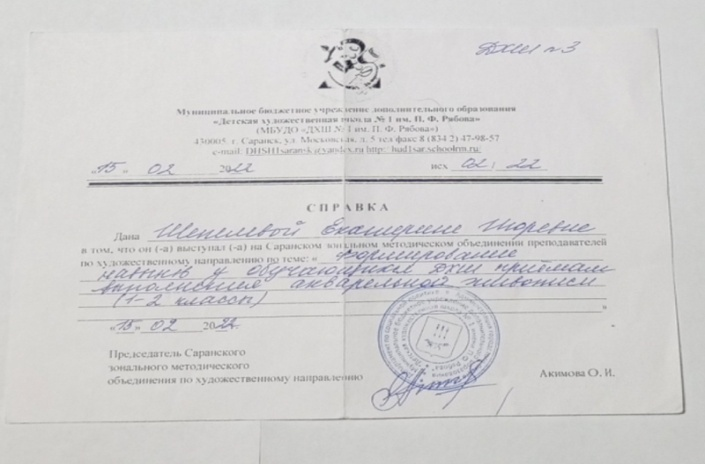 ДХШ №3
Муниципальное бюджетное учреждение дополнительного образования
«Детская художественная школа № 1 им. П. Ф. Рябова»
(МБУДО «ДХШ № 1 им. П. Ф. Рябова»)
430005, г. Саранск, ул. Московская, д. 5 тел факс 8 (834 2) 47-98-57
e-mail: DHSH1saransk@yandex.ru http: hud1sar.schoolrm.ru/
«15» 02 2022 исх 02/22
СПРАВКА
Дана Шепелевой Екатерине Игоревне
в том, что он (-а) выступал (-а) на Саранском зональном методическом объединении преподавателей
по художественному направлению по теме: « Формирование
навыков у обучающихся ДХШ приёмам
выполнения акварельной живописи
(1-2 классы) »
«15» 02 2022
Председатель Саранского
зонального методического
объединения по художественному направлению Акимова О. И.